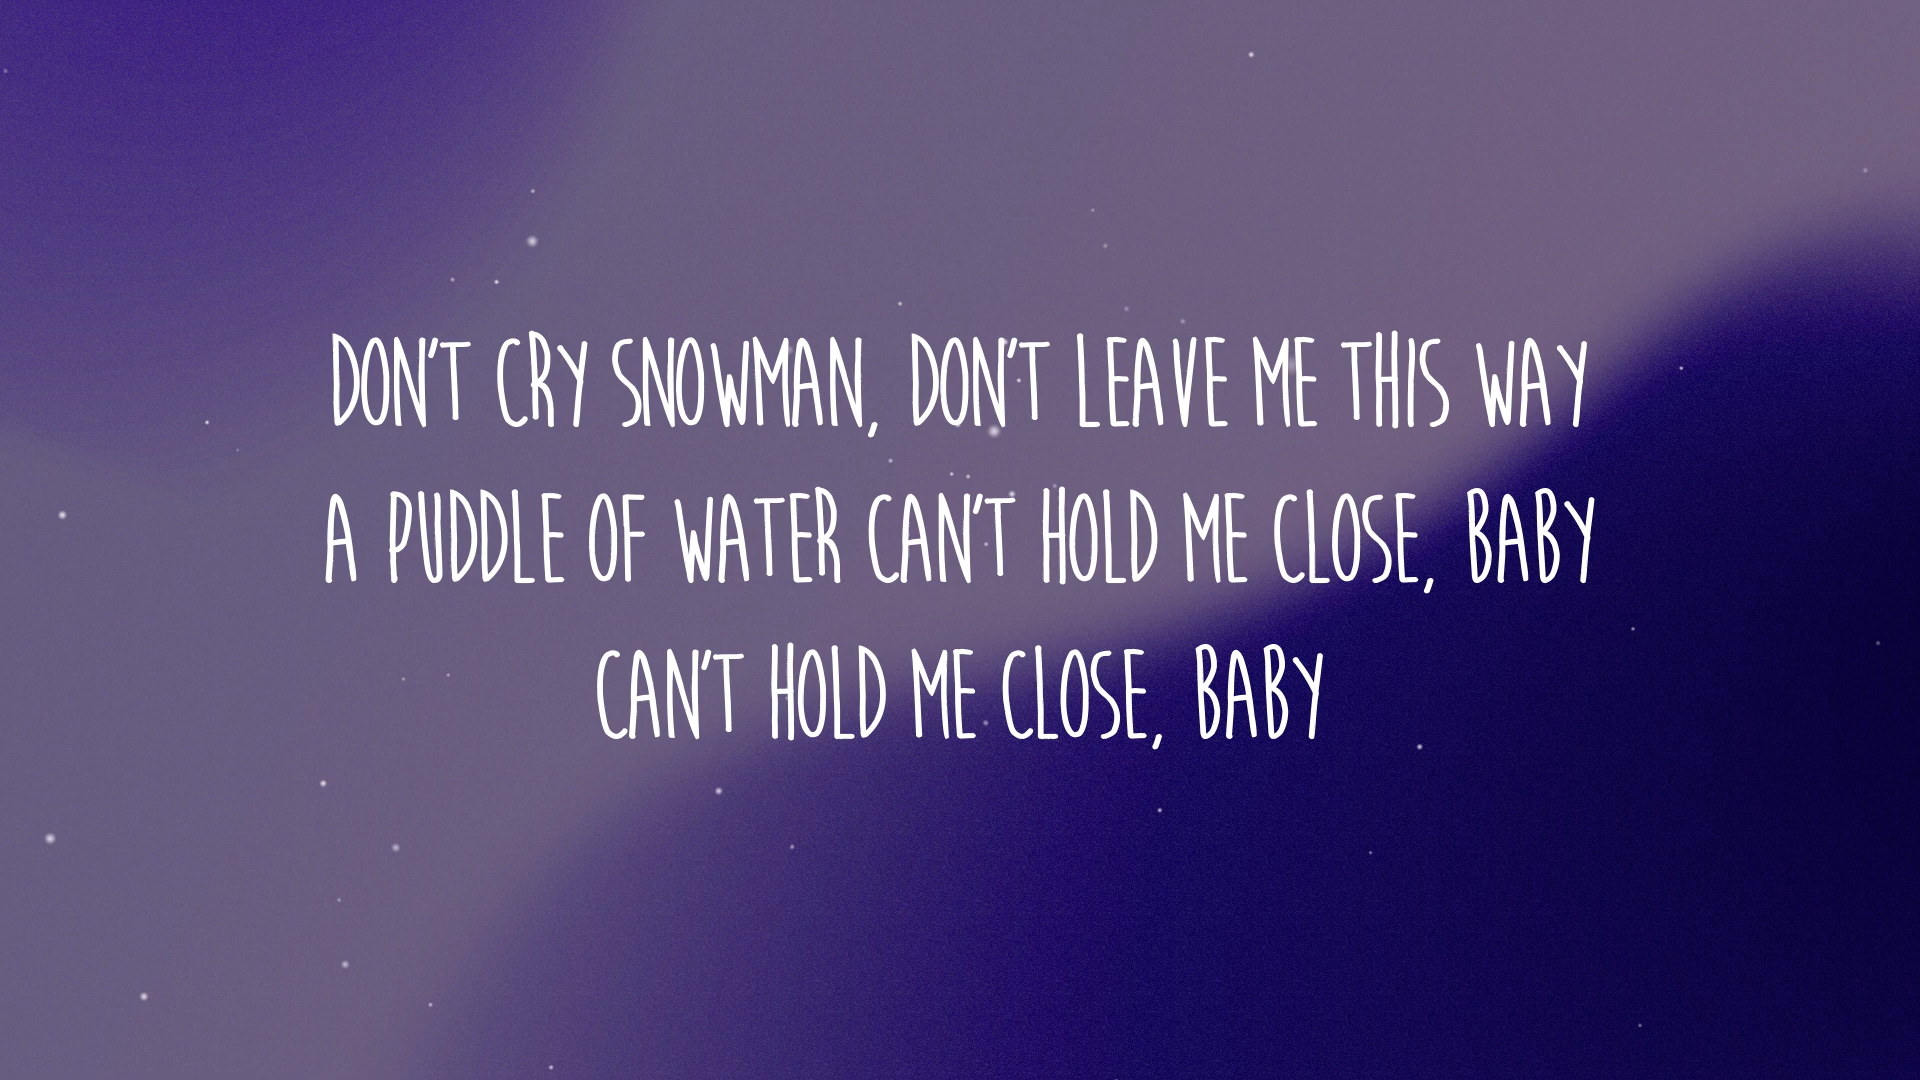 DON'T CRY SNOWMAN, DON'T LEAVE ME THIS WAY
A PUDDLE OF WATER CAN'T HOLD ME CLOSE, BABY
CAN'T HOLD ME CLOSE, BABY